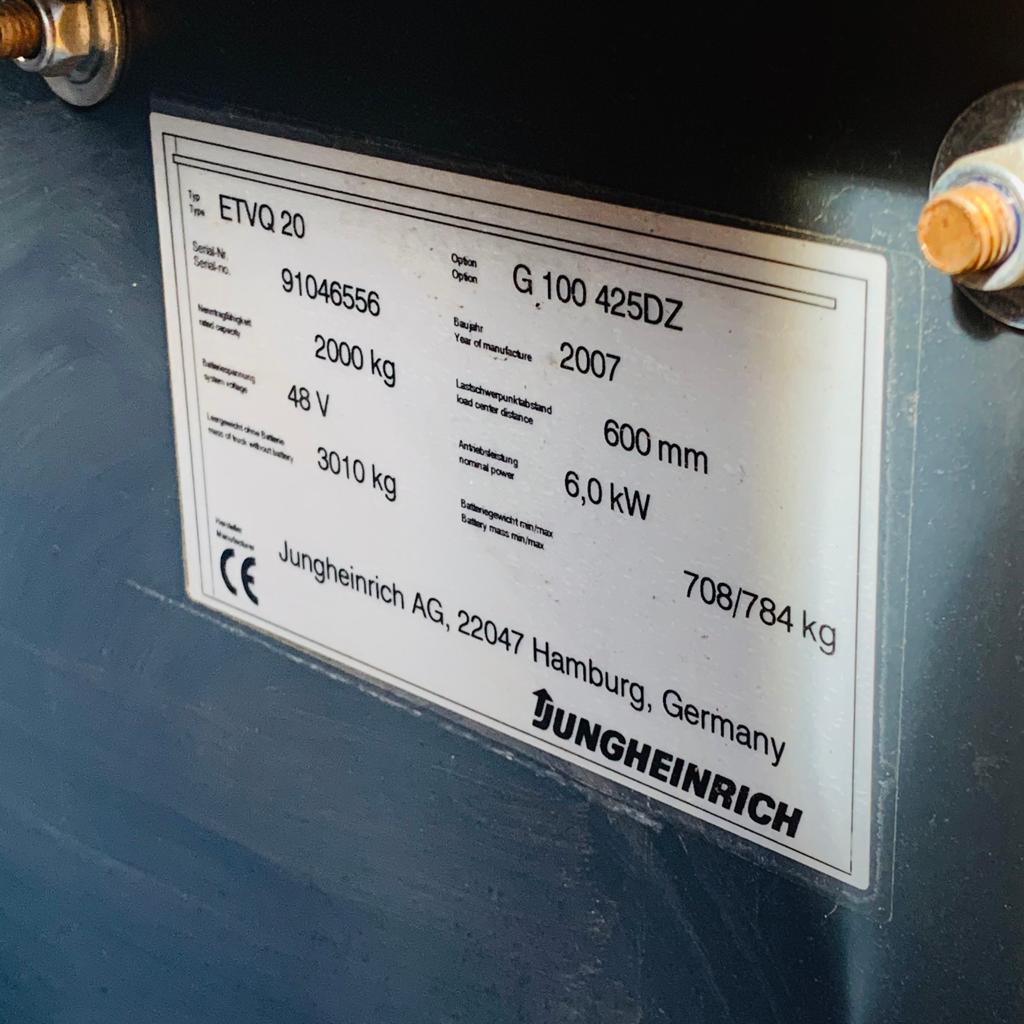 Typ
Type
ETVQ 20
Option
Option
G 100 425DZ
Serial-Nr.
Serial-no.
91046556
Baujahr
Year of manufacture
2007
Nenntragfähigkeit
rated capacity
2000 kg
Lastschwerpunktabstand
load center distance
600 mm
Batteriespannung
system voltage
48 V
Antriebsleistung
nominal power
6,0 kW
Leergewicht ohne Batterie
mass of truck without battery
3010 kg
Batteriegewicht min/max
Battery mass min/max
708/784 kg
Hersteller
Manufacturer
CE
Jungheinrich AG, 22047 Hamburg, Germany
JUNGHEINRICH